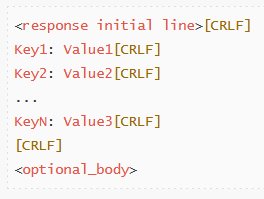 <response initial line>[CRLF]
Key1: Value1[CRLF]
Key2: Value2[CRLF]
...
KeyN: Value3[CRLF]
[CRLF]
<optional_body>